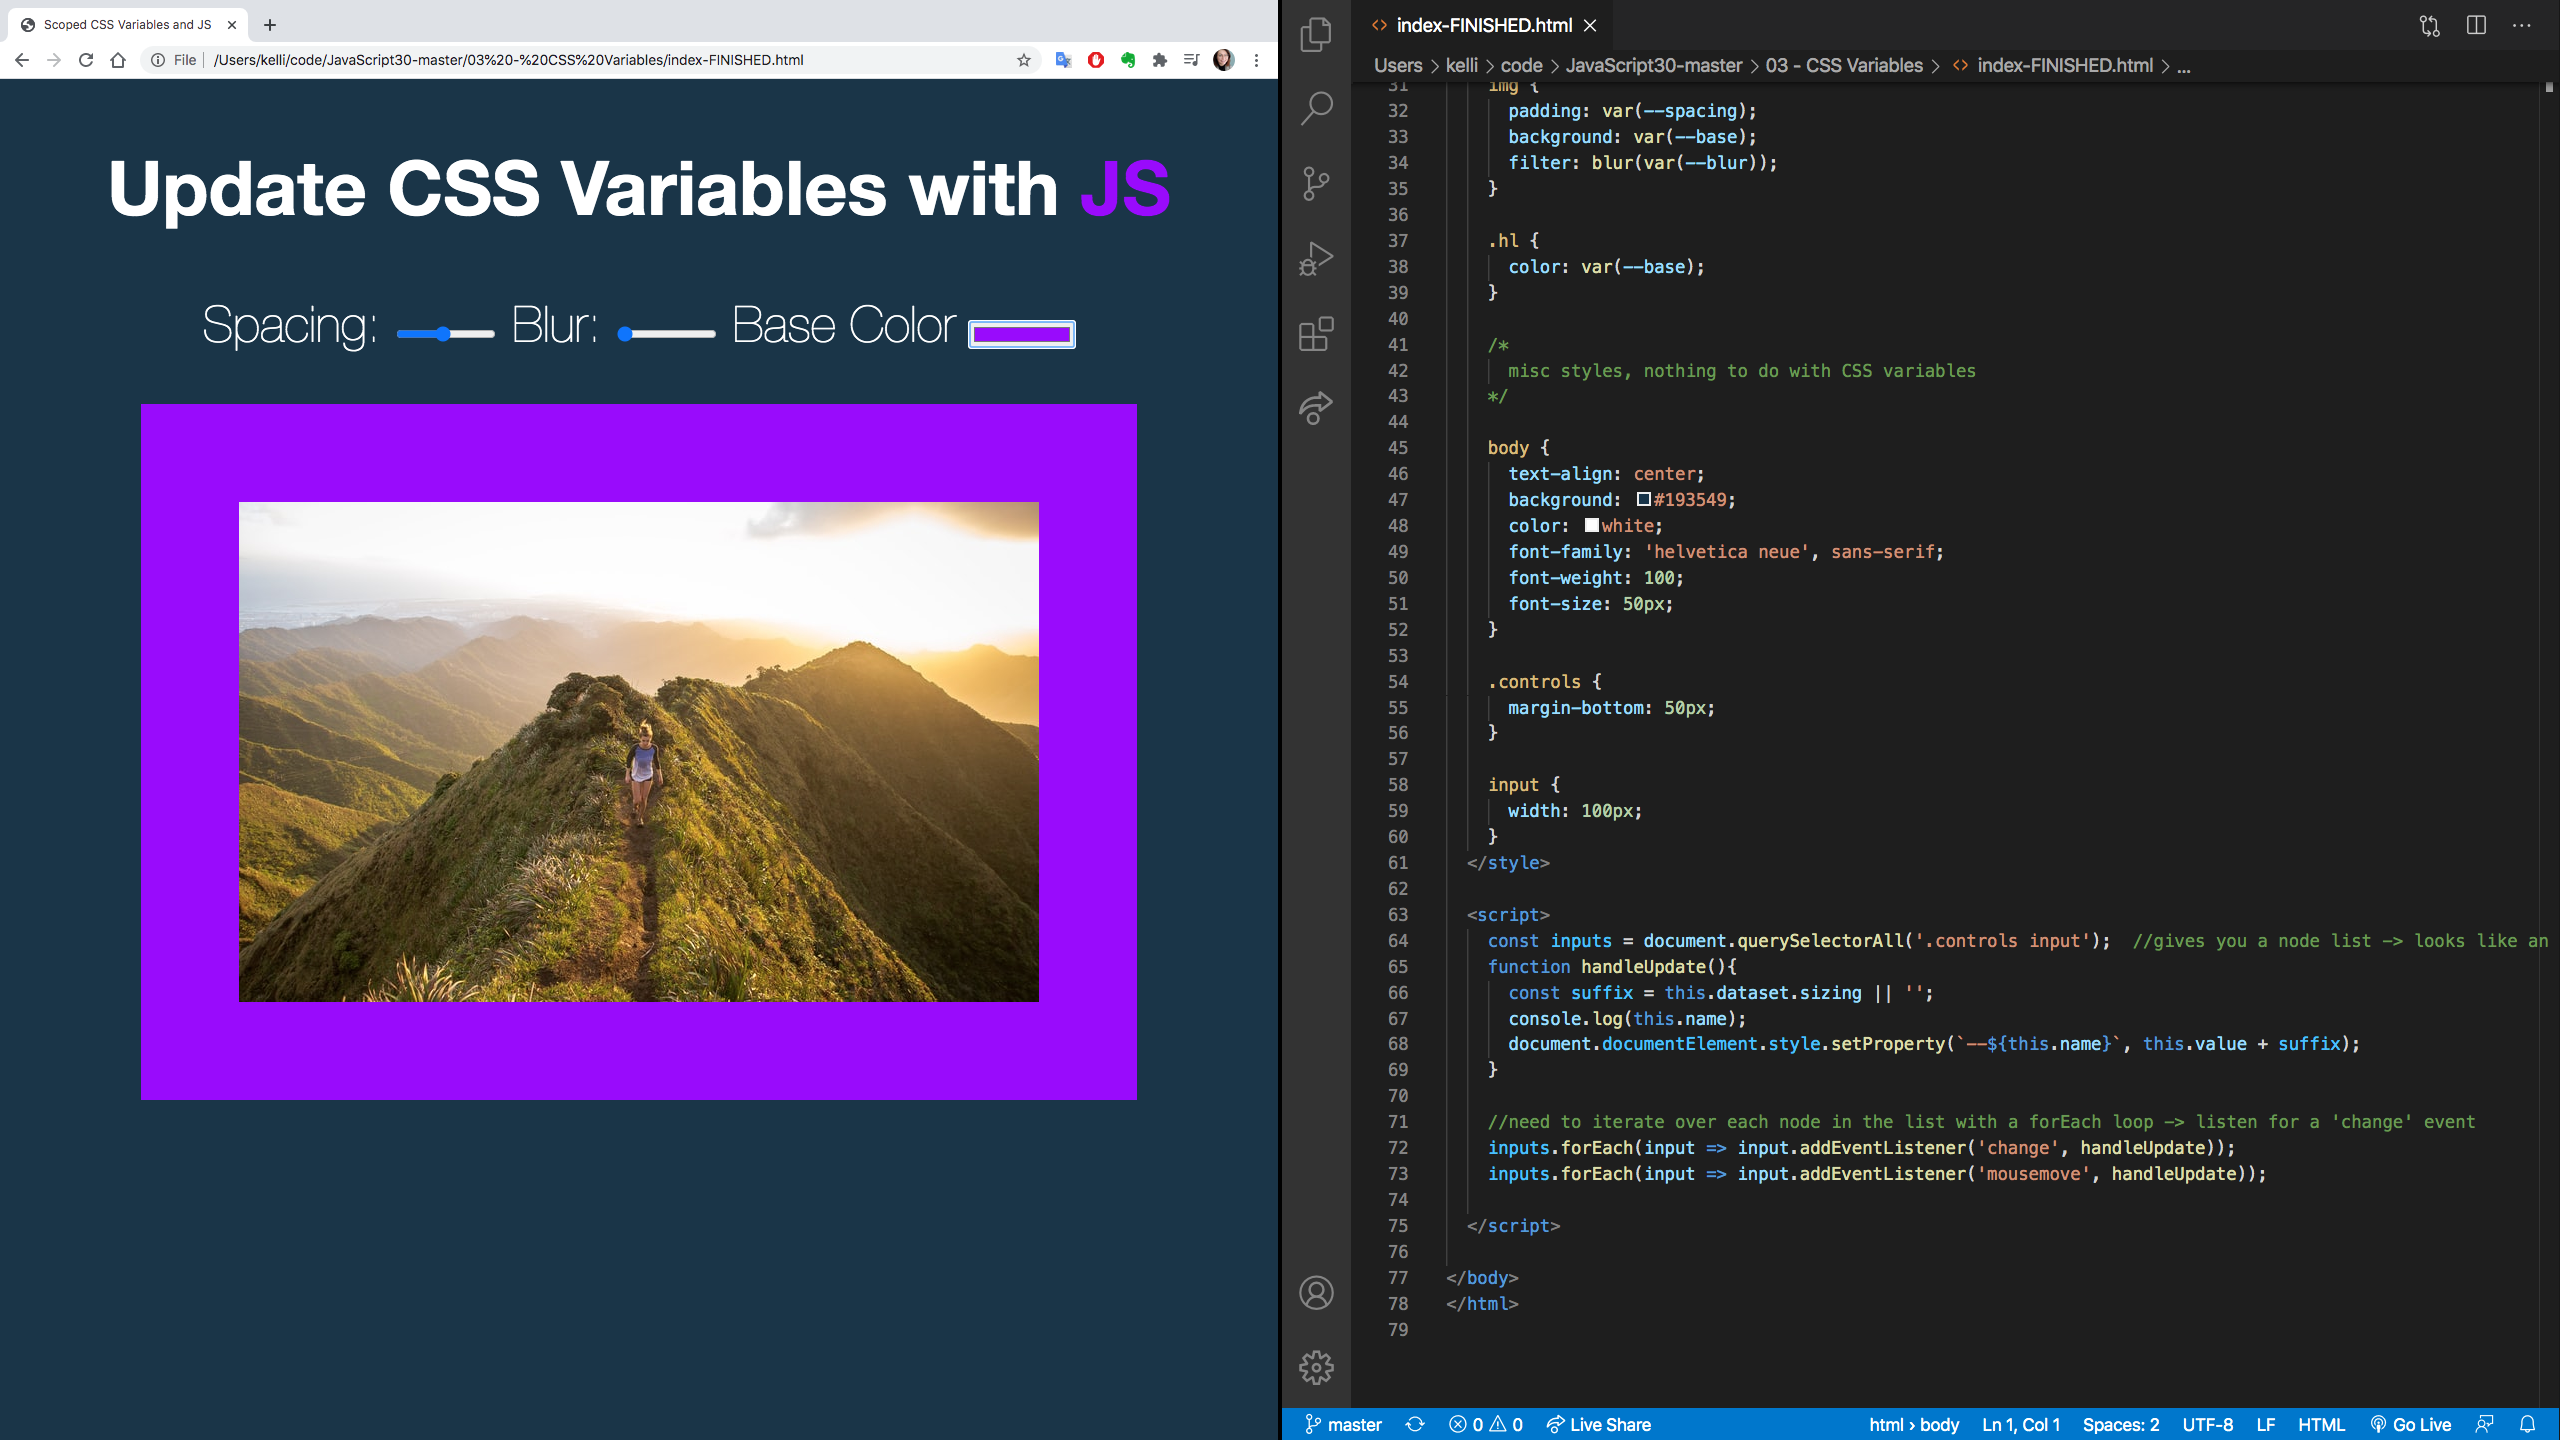 Scoped CSS Variables and JS
File | /Users/kelli/code/JavaScript30-master/03%20-%20CSS%20Variables/index-FINISHED.html
Update CSS Variables with JS
Spacing: Blur: Base Color
index-FINISHED.html
Users > kelli > code > JavaScript30-master > 03 - CSS Variables > index-FINISHED.html > ...
31 img {
32 padding: var(--spacing);
33 background: var(--base);
34 filter: blur(var(--blur));
35 }
36
37 .hl {
38 color: var(--base);
39 }
40
41 /*
42 misc styles, nothing to do with CSS variables
43 */
44
45 body {
46 text-align: center;
47 background: #193549;
48 color: white;
49 font-family: 'helvetica neue', sans-serif;
50 font-weight: 100;
51 font-size: 50px;
52 }
53
54 .controls {
55 margin-bottom: 50px;
56 }
57
58 input {
59 width: 100px;
60 }
61 </style>
62
63 <script>
64 const inputs = document.querySelectorAll('.controls input'); //gives you a node list -> looks like an
65 function handleUpdate(){
66 const suffix = this.dataset.sizing || '';
67 console.log(this.name);
68 document.documentElement.style.setProperty(`--${this.name}`, this.value + suffix);
69 }
70
71 //need to iterate over each node in the list with a forEach loop -> listen for a 'change' event
72 inputs.forEach(input => input.addEventListener('change', handleUpdate));
73 inputs.forEach(input => input.addEventListener('mousemove', handleUpdate));
74
75 </script>
76
77 </body>
78 </html>
79
master 0 0 Live Share html › body Ln 1, Col 1 Spaces: 2 UTF-8 LF HTML Go Live